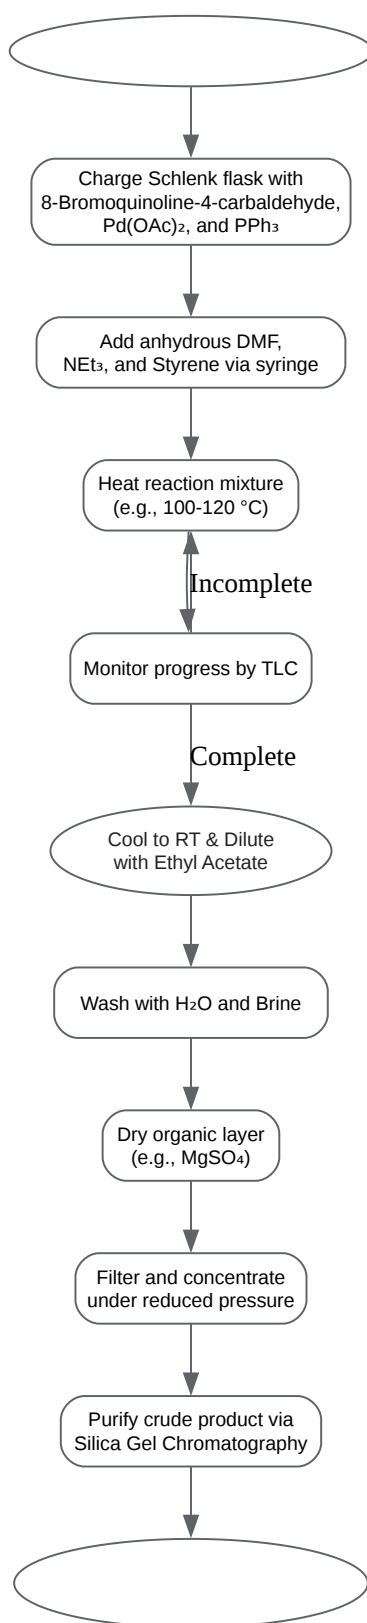 Charge Schlenk flask with
8-Bromoquinoline-4-carbaldehyde,
Pd(OAc)₂, and PPh₃
Add anhydrous DMF,
NEt₃, and Styrene via syringe
Heat reaction mixture
(e.g., 100-120 °C)
Incomplete
Monitor progress by TLC
Complete
Cool to RT & Dilute
with Ethyl Acetate
Wash with H₂O and Brine
Dry organic layer
(e.g., MgSO₄)
Filter and concentrate
under reduced pressure
Purify crude product via
Silica Gel Chromatography